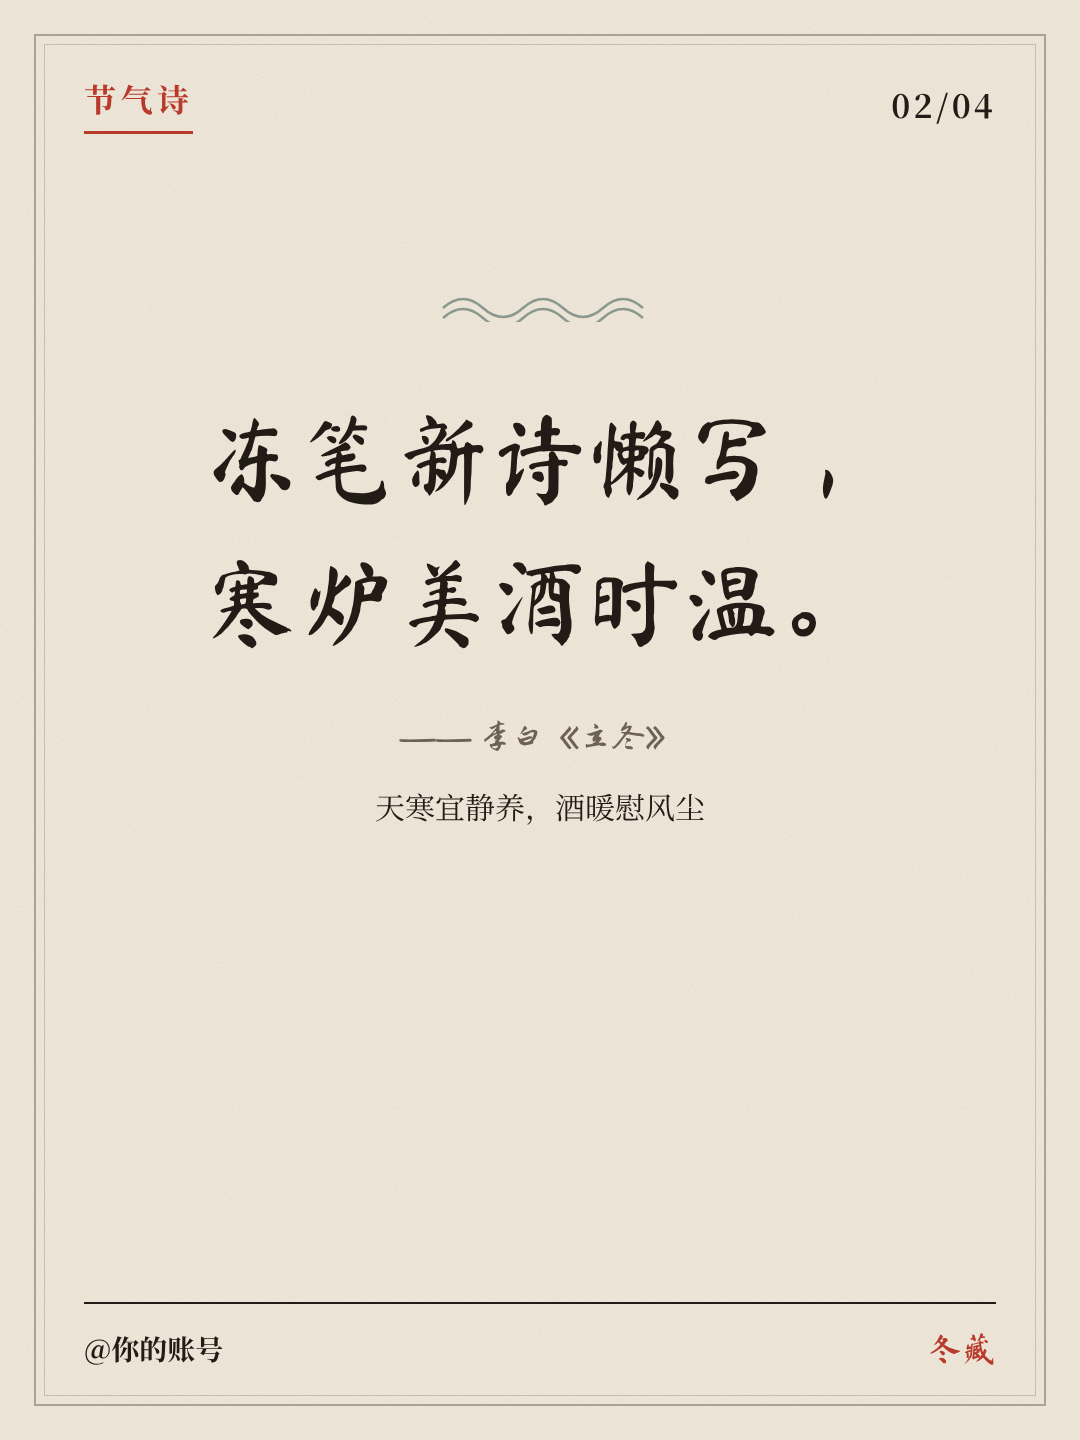 节气诗
02/04
冻笔新诗懒写，
寒炉美酒时温。
——李白《立冬》
天寒宜静养，酒暖慰风尘
@你的账号
冬藏